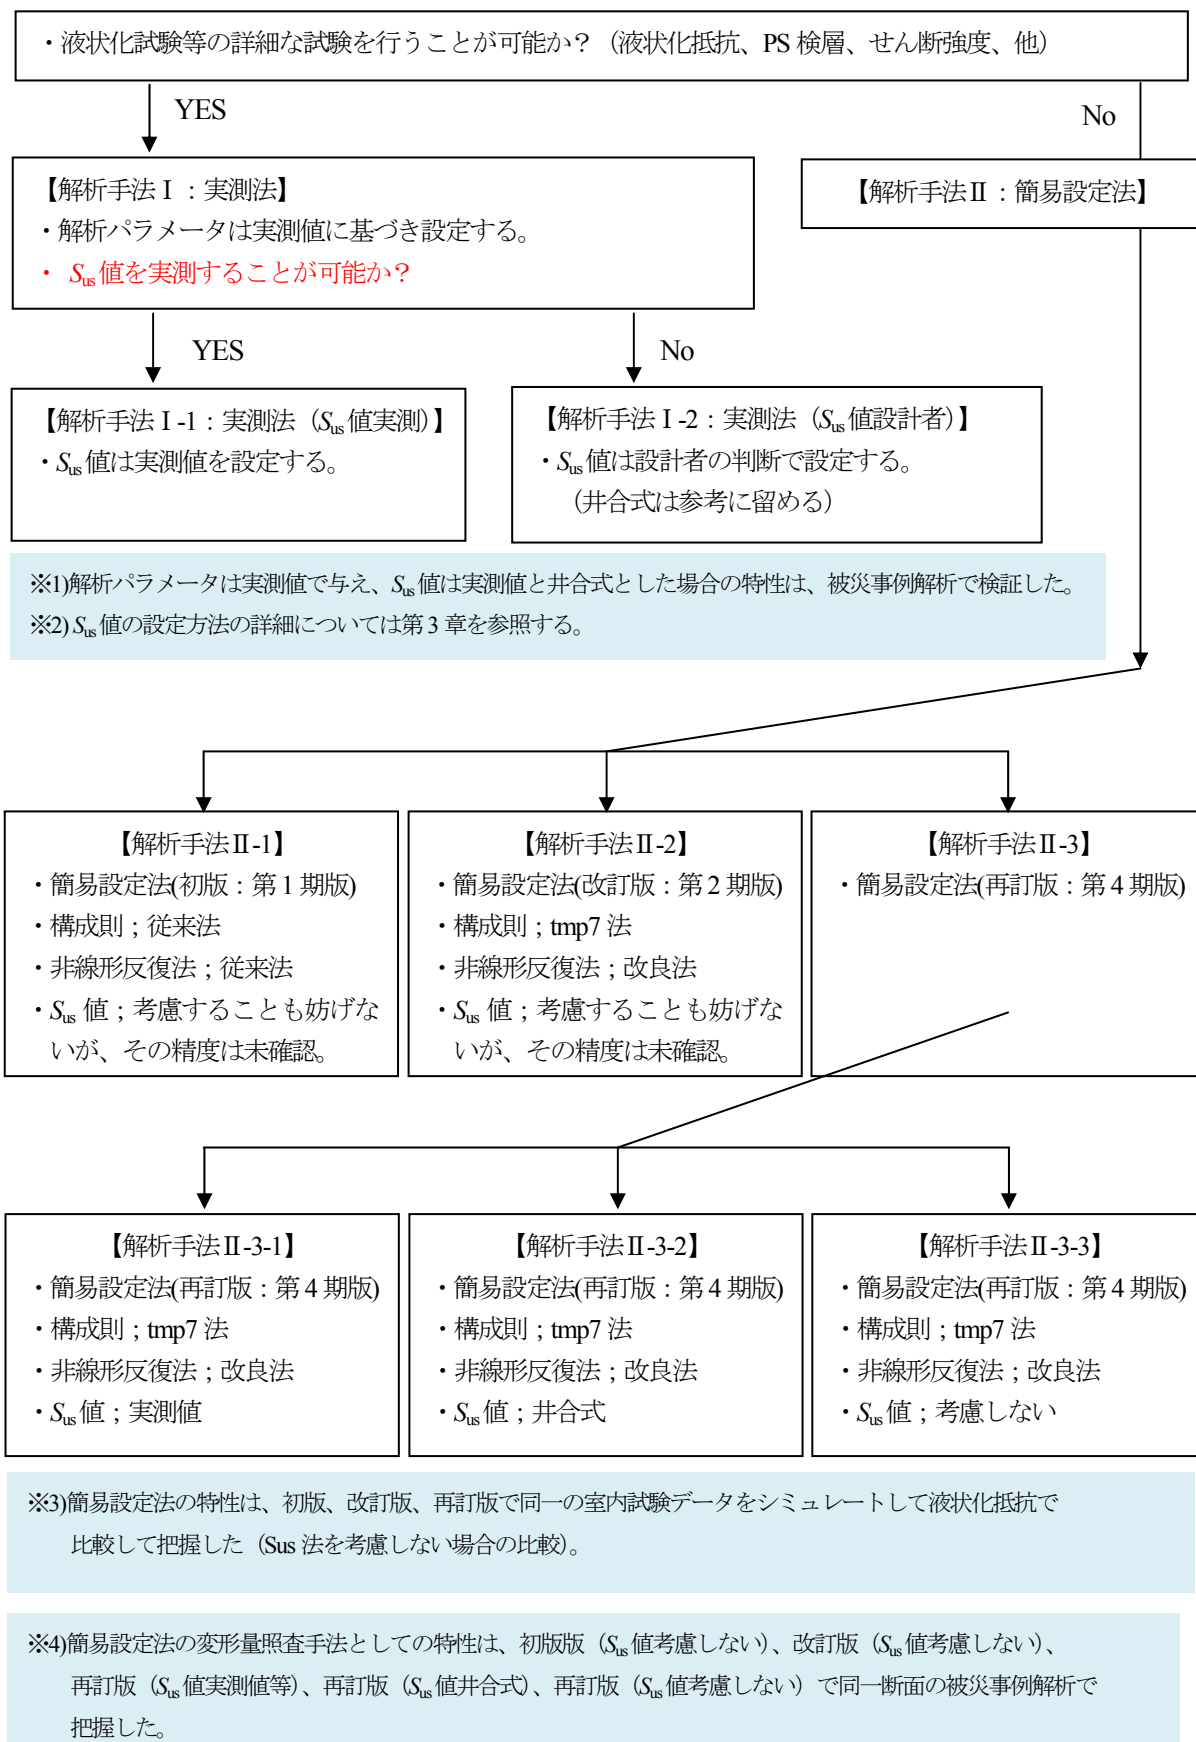 ・液状化試験等の詳細な試験を行うことが可能か？（液状化抵抗、PS 検層、せん断強度、他）
YES
No
【解析手法Ⅰ：実測法】
・解析パラメータは実測値に基づき設定する。
・ Sus値を実測することが可能か？
【解析手法Ⅱ：簡易設定法】
YES
No
【解析手法Ⅰ-1：実測法（Sus値実測）】
・Sus値は実測値を設定する。
【解析手法Ⅰ-2：実測法（Sus値設計者）】
・Sus値は設計者の判断で設定する。
（井合式は参考に留める）
※1)解析パラメータは実測値で与え、Sus値は実測値と井合式とした場合の特性は、被災事例解析で検証した。
※2) Sus値の設定方法の詳細については第3章を参照する。
【解析手法Ⅱ-1】
・簡易設定法(初版：第1期版)
・構成則；従来法
・非線形反復法；従来法
・Sus 値；考慮することも妨げな
いが、その精度は未確認。
【解析手法Ⅱ-2】
・簡易設定法(改訂版：第2期版)
・構成則；tmp7 法
・非線形反復法；改良法
・Sus 値；考慮することも妨げな
いが、その精度は未確認。
【解析手法Ⅱ-3】
・簡易設定法(再訂版：第4期版)
【解析手法Ⅱ-3-1】
・簡易設定法(再訂版：第4期版)
・構成則；tmp7 法
・非線形反復法；改良法
・Sus値；実測値
【解析手法Ⅱ-3-2】
・簡易設定法(再訂版：第4期版)
・構成則；tmp7 法
・非線形反復法；改良法
・Sus値；井合式
【解析手法Ⅱ-3-3】
・簡易設定法(再訂版：第4期版)
・構成則；tmp7 法
・非線形反復法；改良法
・Sus値；考慮しない
※3)簡易設定法の特性は、初版、改訂版、再訂版で同一の室内試験データをシミュレートして液状化抵抗で
比較して把握した（Sus 法を考慮しない場合の比較）。
※4)簡易設定法の変形量照査手法としての特性は、初版版（Sus値考慮しない）、改訂版（Sus値考慮しない）、
再訂版（Sus値実測値等）、再訂版（Sus値井合式）、再訂版（Sus値考慮しない）で同一断面の被災事例解析で
把握した。